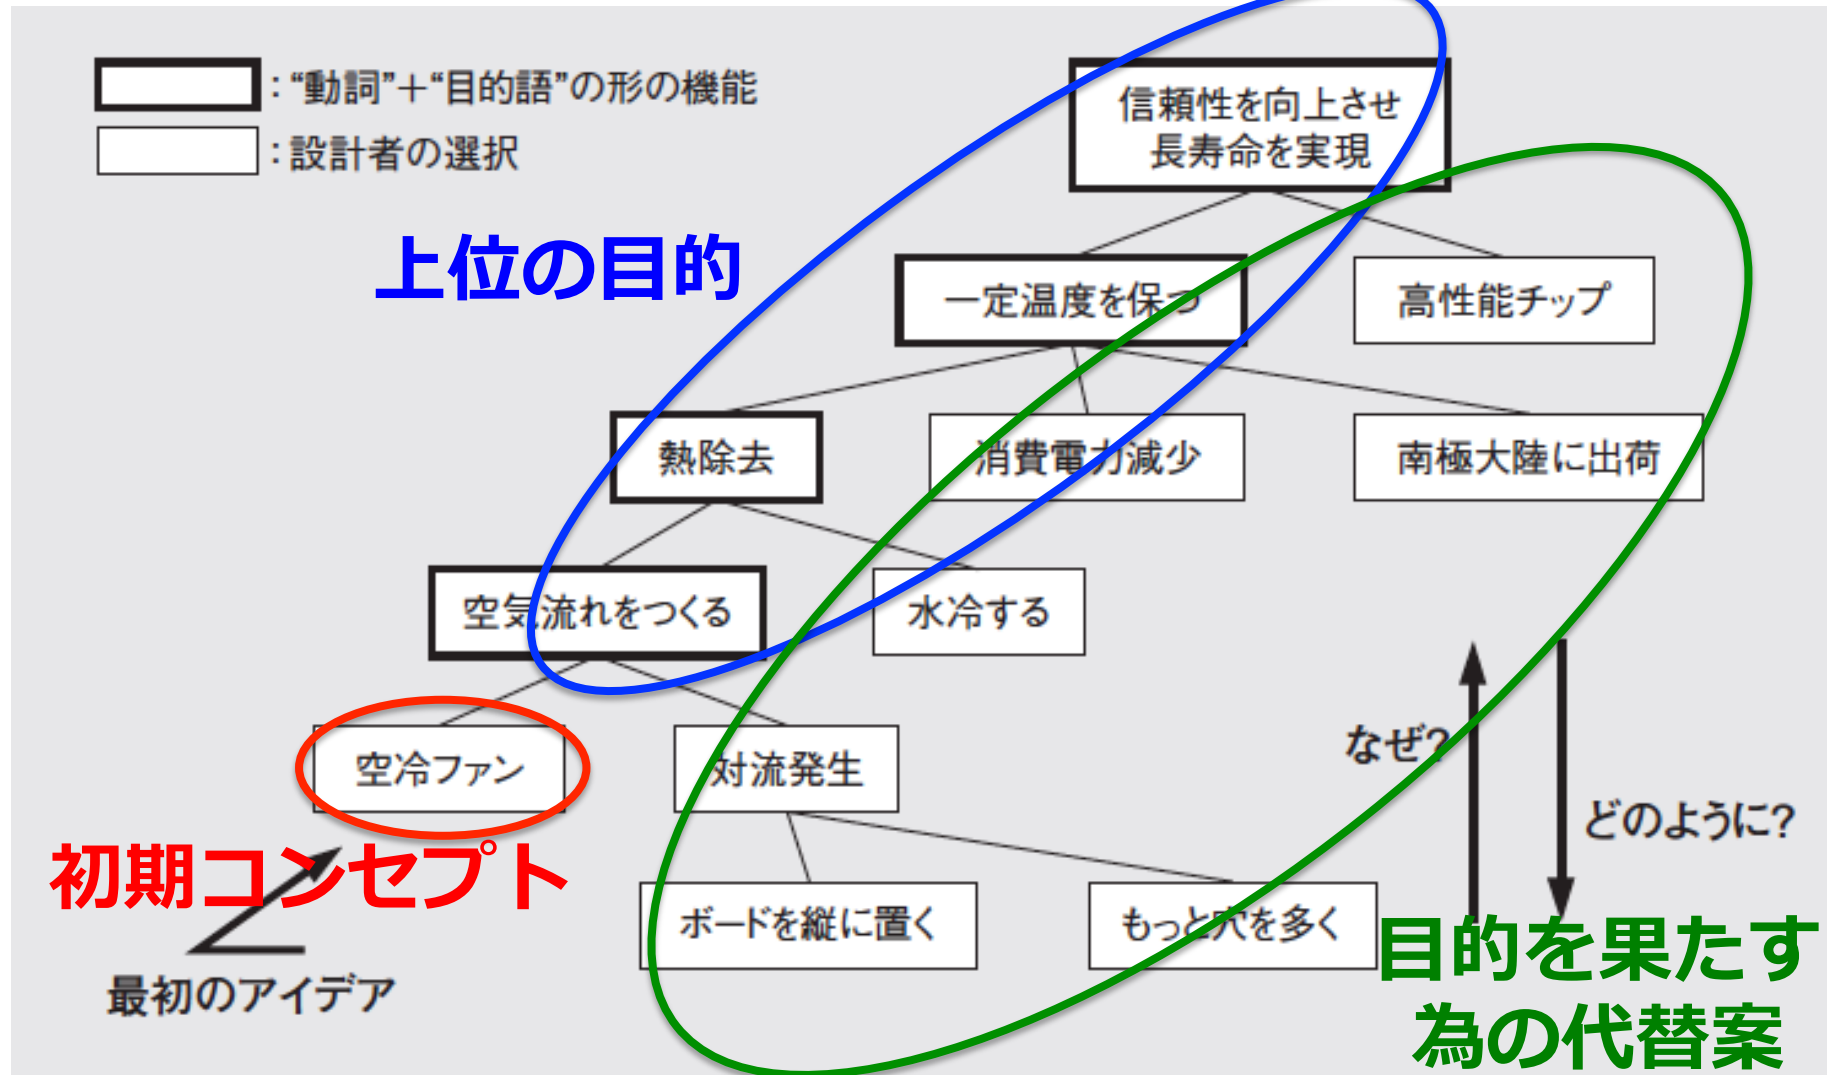 ：“動詞”＋“目的語”の形の機能
：設計者の選択
信頼性を向上させ
長寿命を実現
上位の目的
一定温度を保つ
高性能チップ
熱除去
消費電力減少
南極大陸に出荷
空気流れをつくる
水冷する
空冷ファン
対流発生
なぜ?
どのように?
初期コンセプト
ボードを縦に置く
もっと穴を多く
最初のアイデア
目的を果たす
為の代替案